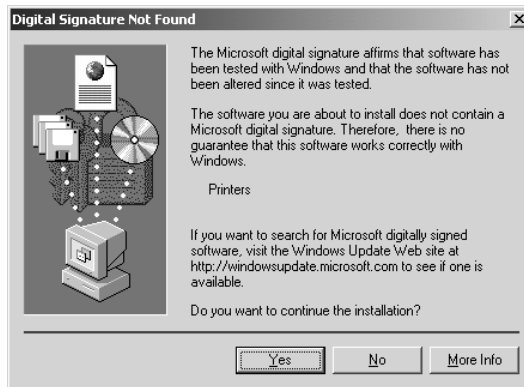 Digital Signature Not Found
The Microsoft digital signature affirms that software has
been tested with Windows and that the software has not
been altered since it was tested.
The software you are about to install does not contain a
Microsoft digital signature. Therefore, there is no
guarantee that this software works correctly with
Windows.
Printers
If you want to search for Microsoft digitally signed
software, visit the Windows Update Web site at
http://windowsupdate.microsoft.com to see if one is
available.
Do you want to continue the installation?
Yes No More Info